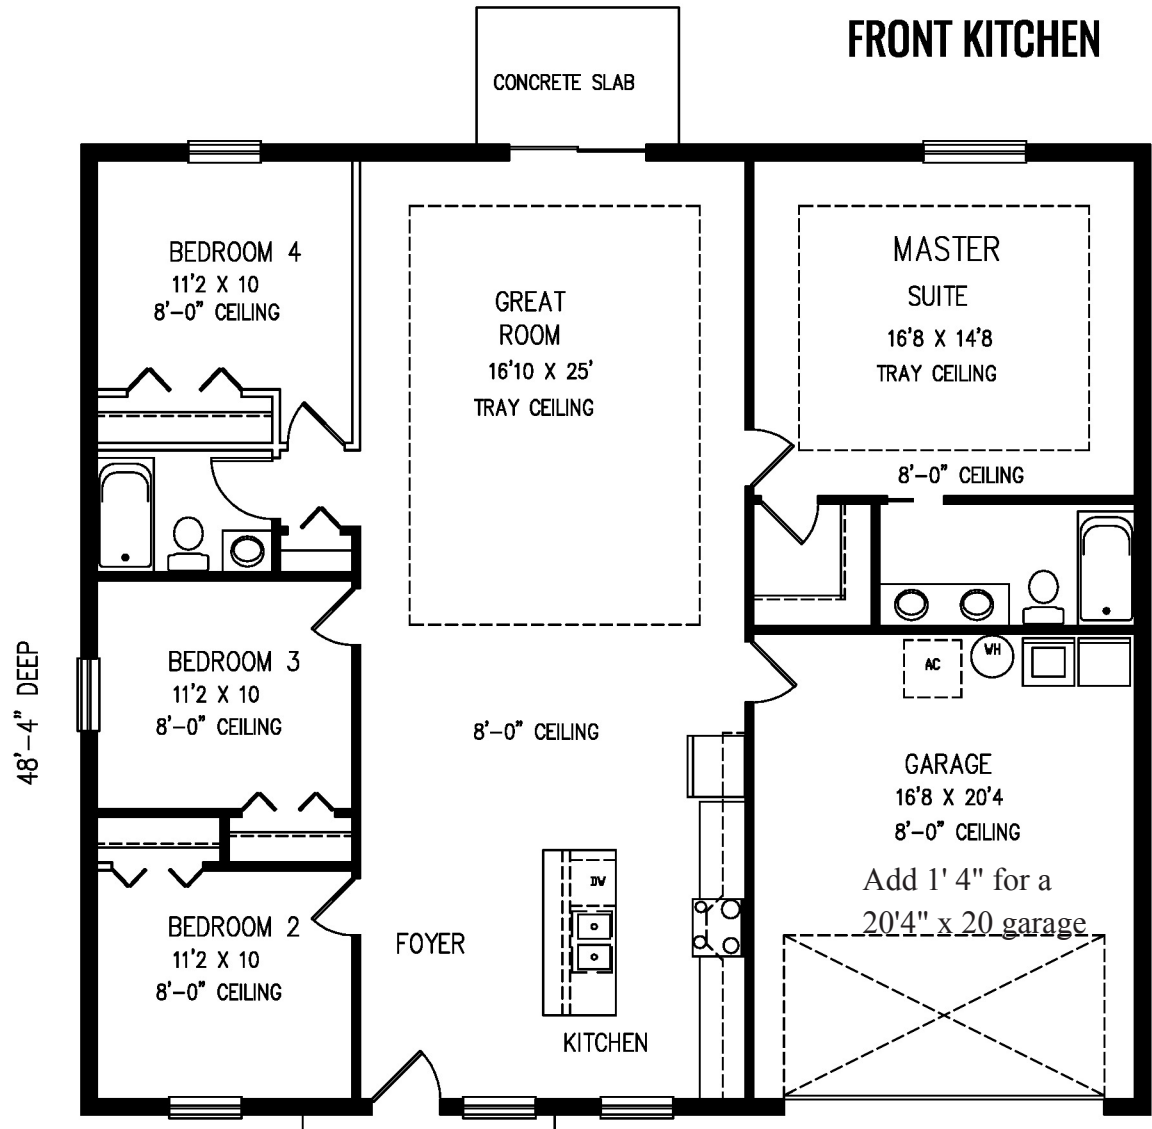 FRONT KITCHEN
CONCRETE SLAB
BEDROOM 4
11'2 X 10
8'-0" CEILING
GREAT
ROOM
16'10 X 25'
TRAY CEILING
MASTER
SUITE
16'8 X 14'8
TRAY CEILING
8'-0" CEILING
48'-4" DEEP
BEDROOM 3
11'2 X 10
8'-0" CEILING
8'-0" CEILING
AC
WH
GARAGE
16'8 X 20'4
8'-0" CEILING
Add 1' 4" for a
20'4" x 20 garage
DW
BEDROOM 2
11'2 X 10
8'-0" CEILING
FOYER
KITCHEN